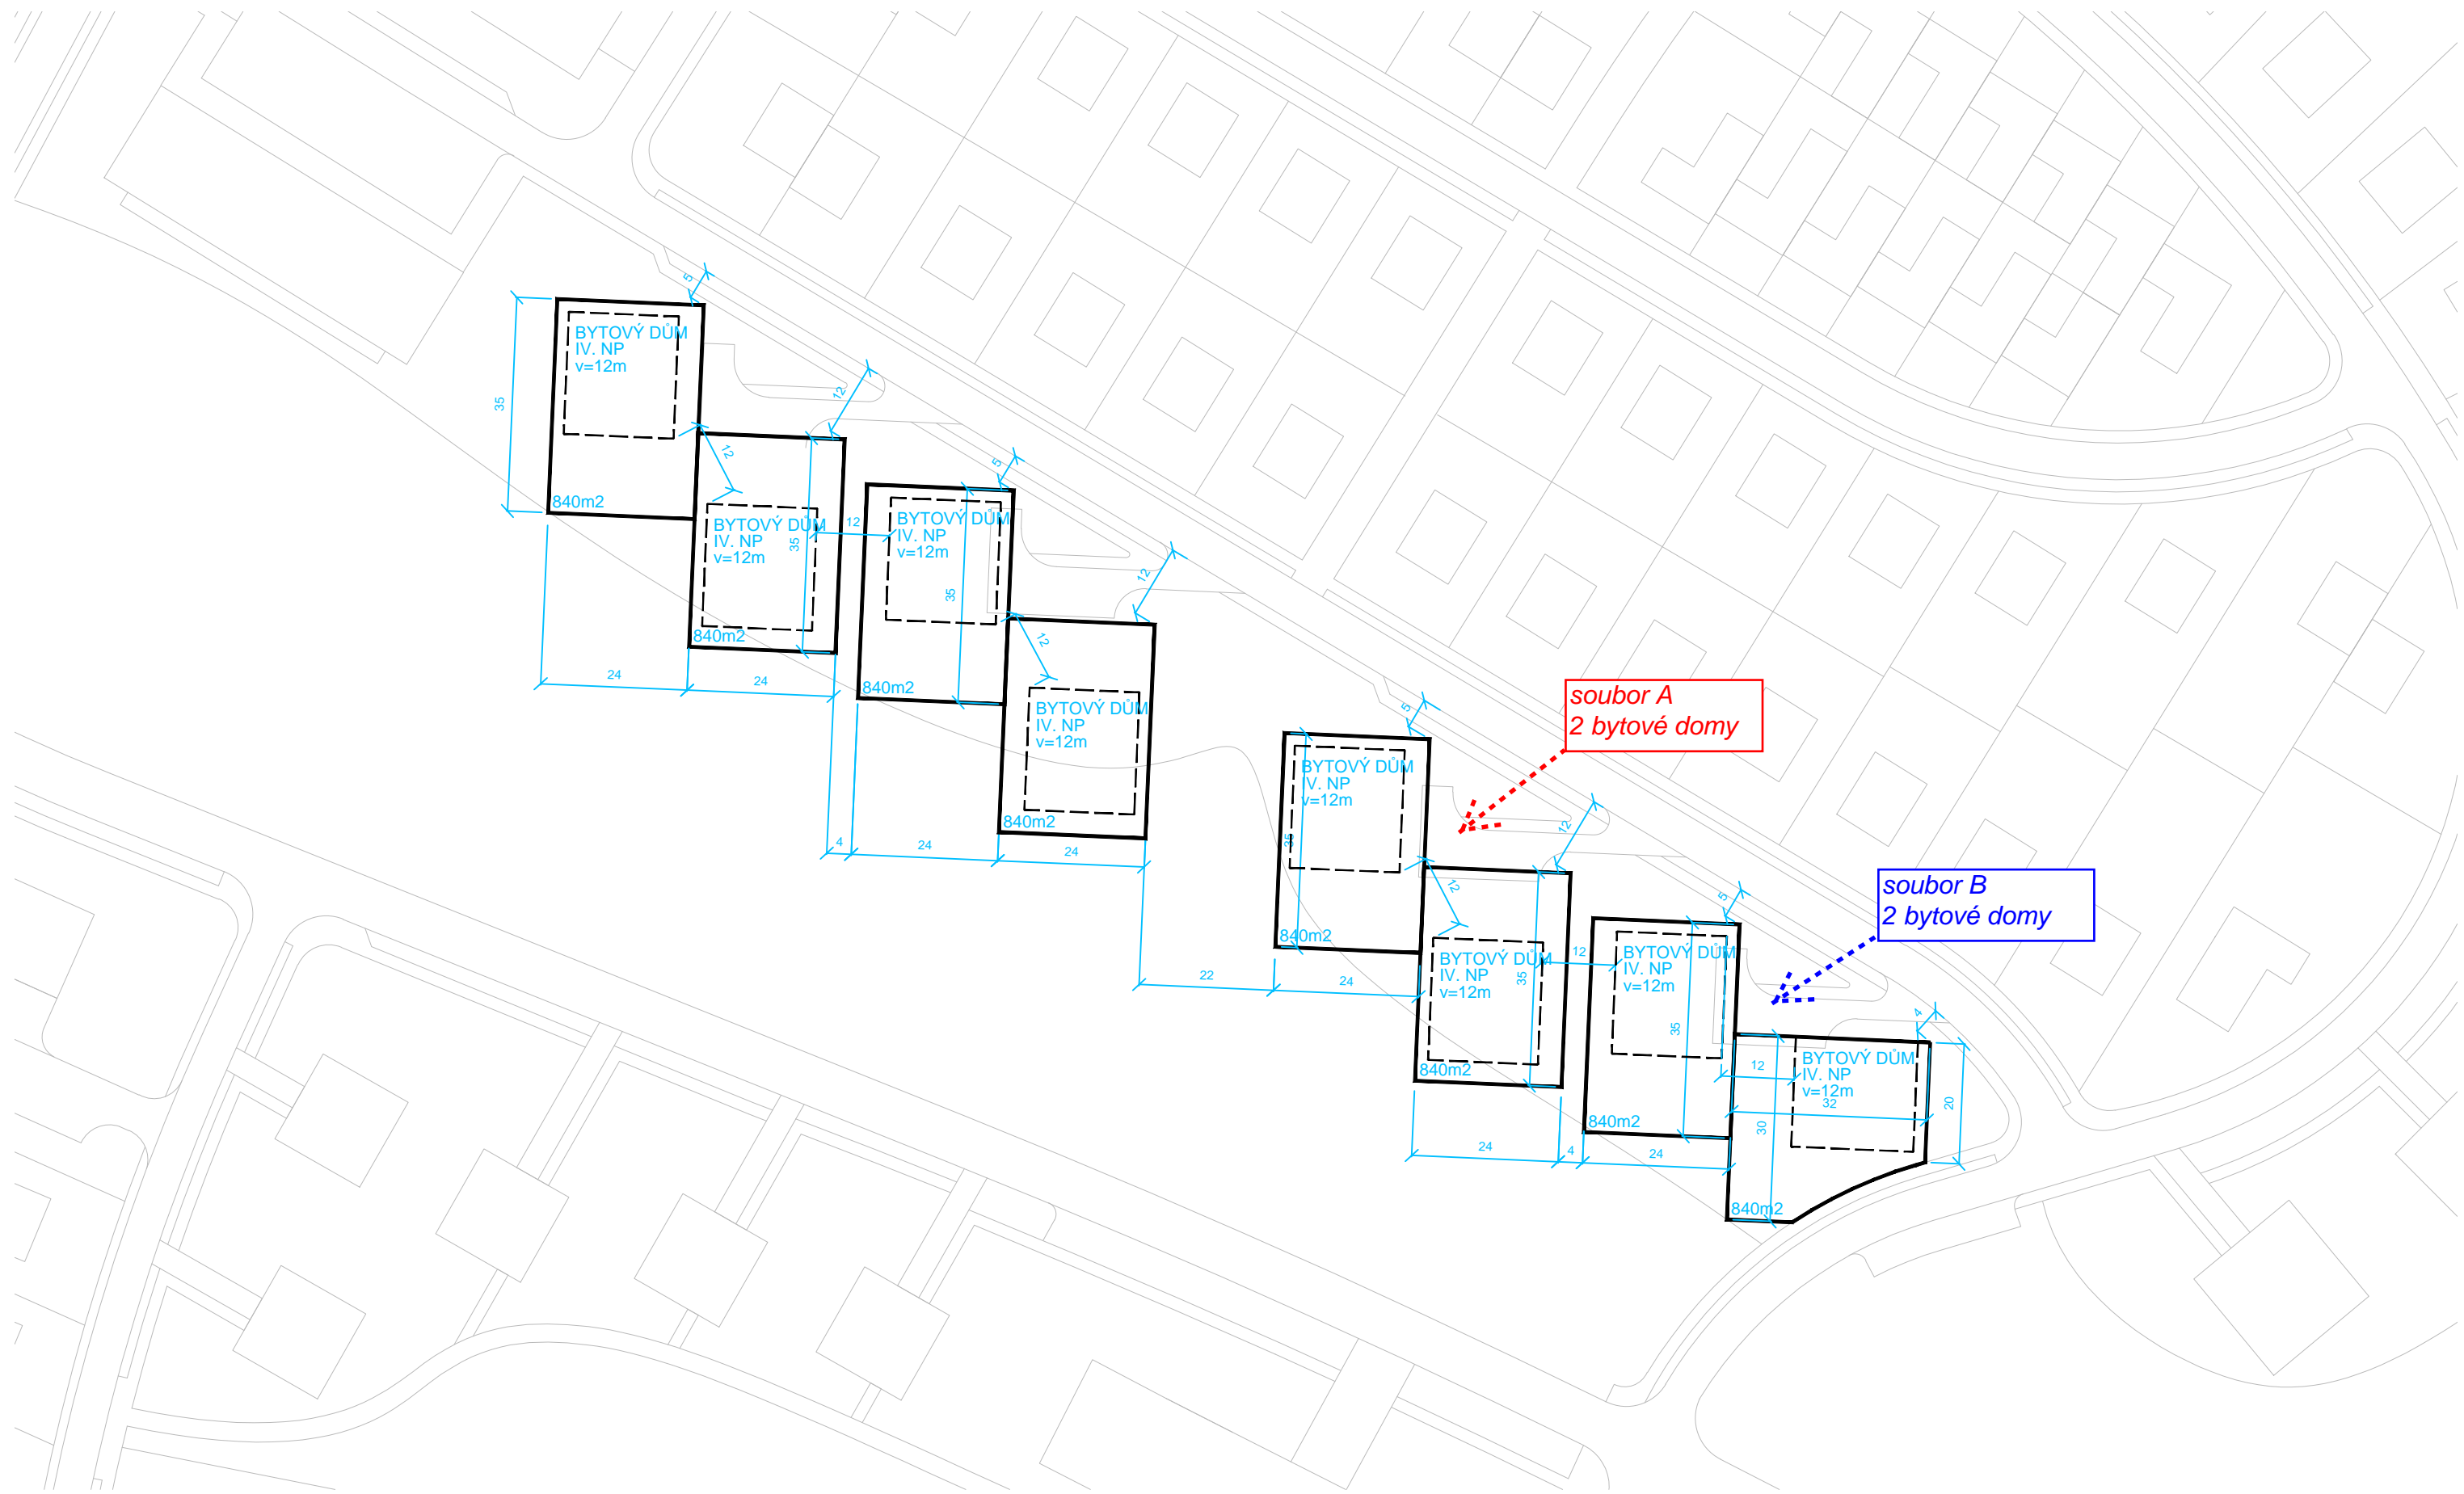 5
BYTOVÝ DŮM
IV. NP
v=12m
35
12
12
840m2
5
BYTOVÝ DŮM
IV. NP
v=12m
35
12
840m2
24
24
BYTOVÝ DŮM
IV. NP
v=12m
35
12
12
840m2
BYTOVÝ DŮM
IV. NP
v=12m
840m2
4
24
24
soubor A
2 bytové domy
5
BYTOVÝ DŮM
IV. NP
v=12m
35
12
12
840m2
22
24
BYTOVÝ DŮM
IV. NP
v=12m
35
12
840m2
24
4
24
soubor B
2 bytové domy
5
BYTOVÝ DŮM
IV. NP
v=12m
35
840m2
4
12
BYTOVÝ DŮM
IV. NP
v=12m
32
20
30
840m2